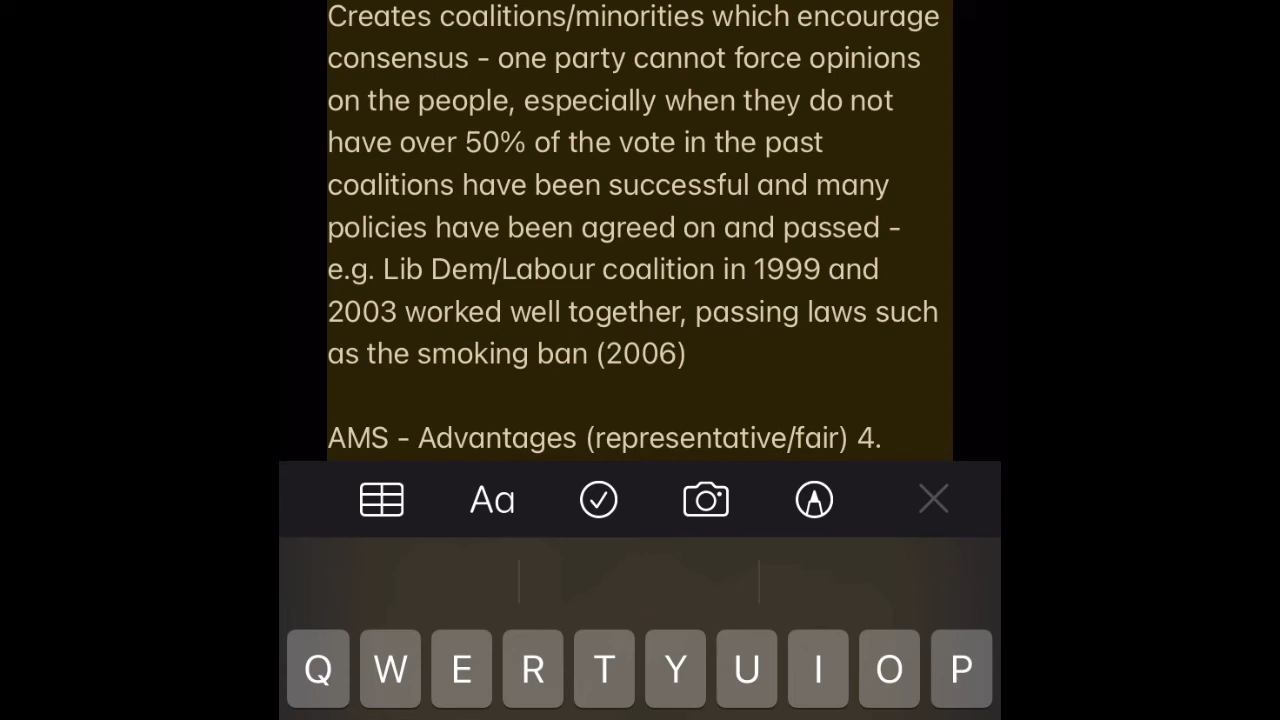 Creates coalitions/minorities which encourage
consensus - one party cannot force opinions
on the people, especially when they do not
have over 50% of the vote in the past
coalitions have been successful and many
policies have been agreed on and passed -
e.g. Lib Dem/Labour coalition in 1999 and
2003 worked well together, passing laws such
as the smoking ban (2006)
AMS - Advantages (representative/fair) 4.
Aa
Q W E R T Y U I O P